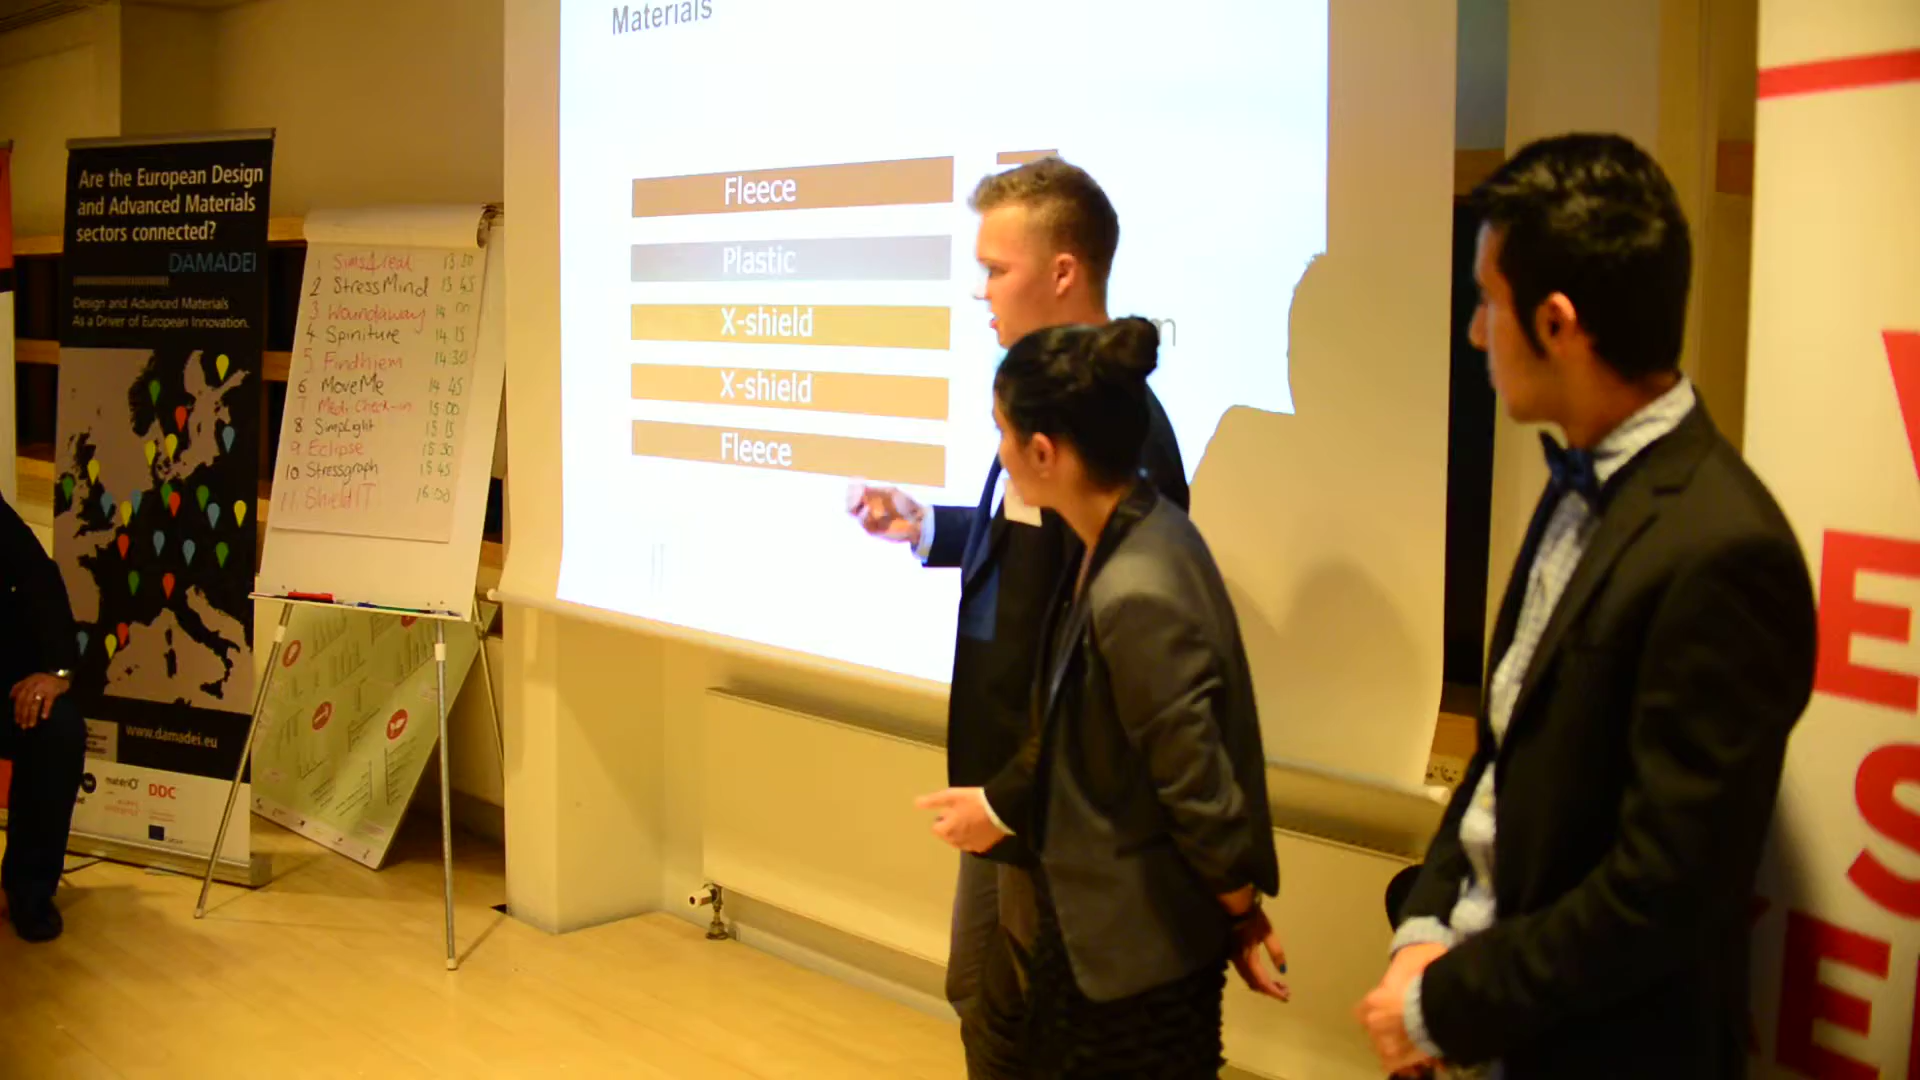 Materials
Fleece
Plastic
X-shield
X-shield
Fleece
Are the European Design
and Advanced Materials
sectors connected?
DAMADEI
Design and Advanced Materials
As a Driver of European Innovation.
www.damadei.eu
materiO'
DDC
1 Sims4real 13:30
2 StressMind 13 45
3 Woundaway 14 00
4 Spiniture 14 15
5 Findhiem 14:30
6 MoveMe 14 45
7 Medi Check-in 15:00
8 SimpLight 15 15
9 Eclipse 15 30
10 Stressgraph 15 45
11 ShieldIT 16:00